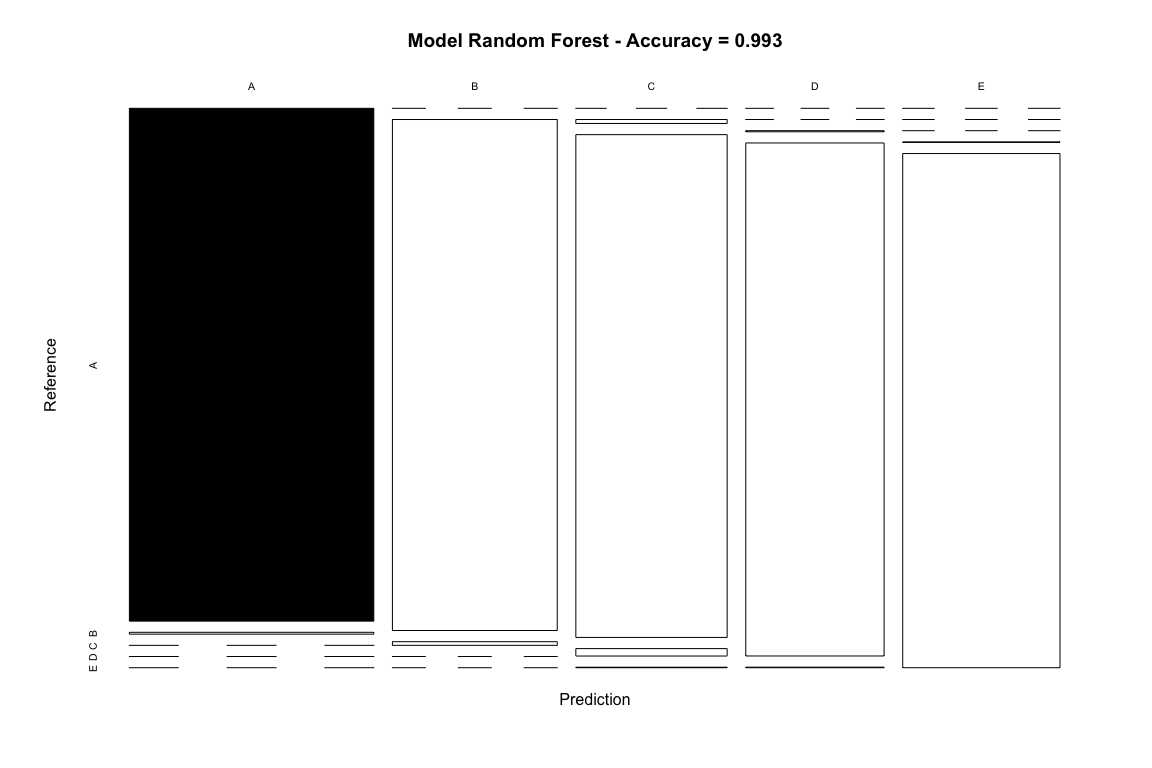 Model Random Forest - Accuracy = 0.993
A B C D E
Reference
A
B
C
D
E
Prediction